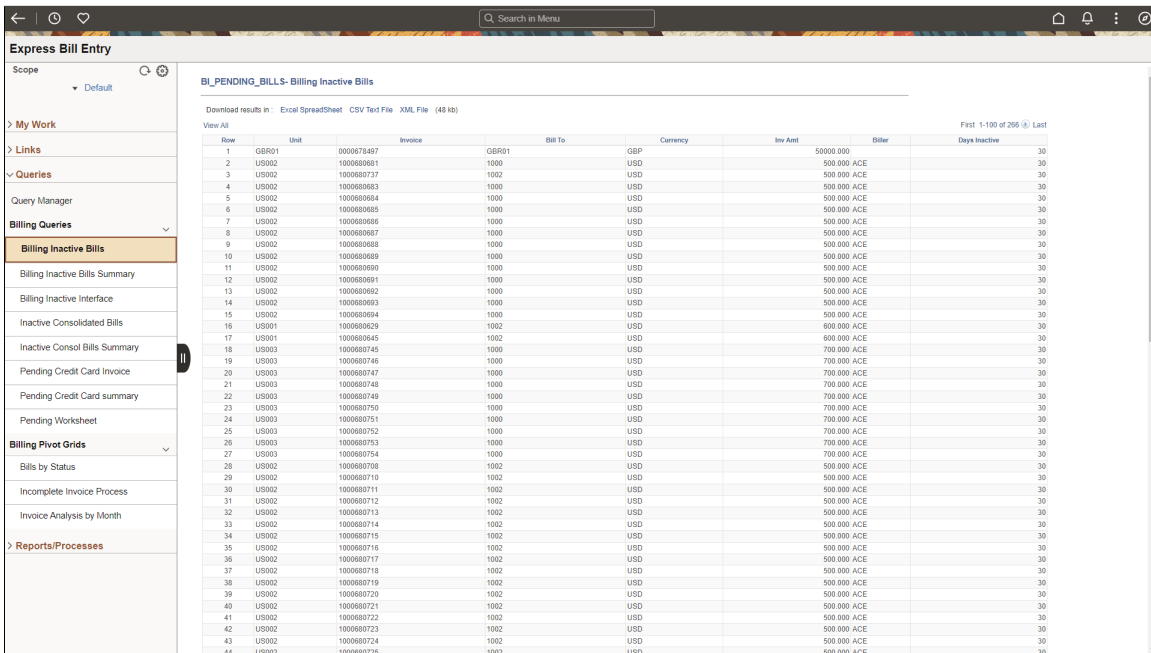 Search in Menu
Express Bill Entry
Scope
Default
My Work
Links
Queries
Query Manager
Billing Queries
Billing Inactive Bills
Billing Inactive Bills Summary
Billing Inactive Interface
Inactive Consolidated Bills
Inactive Consol Bills Summary
Pending Credit Card Invoice
Pending Credit Card summary
Pending Worksheet
Billing Pivot Grids
Bills by Status
Incomplete Invoice Process
Invoice Analysis by Month
Reports/Processes
BI_PENDING_BILLS- Billing Inactive Bills
Download results in : Excel SpreadSheet CSV Text File XML File (48 kb)
View All First 1-100 of 266 Last
Row Unit Invoice Bill To Currency Inv Amt Biller Days Inactive
1 GBR01 0000678497 GBR01 GBP 50000.000 30
2 US002 1000680681 1000 USD 500.000 ACE 30
3 US002 1000680737 1002 USD 500.000 ACE 30
4 US002 1000680683 1000 USD 500.000 ACE 30
5 US002 1000680684 1000 USD 500.000 ACE 30
6 US002 1000680685 1000 USD 500.000 ACE 30
7 US002 1000680686 1000 USD 500.000 ACE 30
8 US002 1000680687 1000 USD 500.000 ACE 30
9 US002 1000680688 1000 USD 500.000 ACE 30
10 US002 1000680689 1000 USD 500.000 ACE 30
11 US002 1000680690 1000 USD 500.000 ACE 30
12 US002 1000680691 1000 USD 500.000 ACE 30
13 US002 1000680692 1000 USD 500.000 ACE 30
14 US002 1000680693 1000 USD 500.000 ACE 30
15 US002 1000680694 1000 USD 500.000 ACE 30
16 US001 1000680629 1002 USD 600.000 ACE 30
17 US001 1000680645 1002 USD 600.000 ACE 30
18 US003 1000680745 1000 USD 700.000 ACE 30
19 US003 1000680746 1000 USD 700.000 ACE 30
20 US003 1000680747 1000 USD 700.000 ACE 30
21 US003 1000680748 1000 USD 700.000 ACE 30
22 US003 1000680749 1000 USD 700.000 ACE 30
23 US003 1000680750 1000 USD 700.000 ACE 30
24 US003 1000680751 1000 USD 700.000 ACE 30
25 US003 1000680752 1000 USD 700.000 ACE 30
26 US003 1000680753 1000 USD 700.000 ACE 30
27 US003 1000680754 1000 USD 700.000 ACE 30
28 US002 1000680708 1002 USD 500.000 ACE 30
29 US002 1000680710 1002 USD 500.000 ACE 30
30 US002 1000680711 1002 USD 500.000 ACE 30
31 US002 1000680712 1002 USD 500.000 ACE 30
32 US002 1000680713 1002 USD 500.000 ACE 30
33 US002 1000680714 1002 USD 500.000 ACE 30
34 US002 1000680715 1002 USD 500.000 ACE 30
35 US002 1000680716 1002 USD 500.000 ACE 30
36 US002 1000680717 1002 USD 500.000 ACE 30
37 US002 1000680718 1002 USD 500.000 ACE 30
38 US002 1000680719 1002 USD 500.000 ACE 30
39 US002 1000680720 1002 USD 500.000 ACE 30
40 US002 1000680721 1002 USD 500.000 ACE 30
41 US002 1000680722 1002 USD 500.000 ACE 30
42 US002 1000680723 1002 USD 500.000 ACE 30
43 US002 1000680724 1002 USD 500.000 ACE 30
44 US002 1000680725 1002 USD 500.000 ACE 30